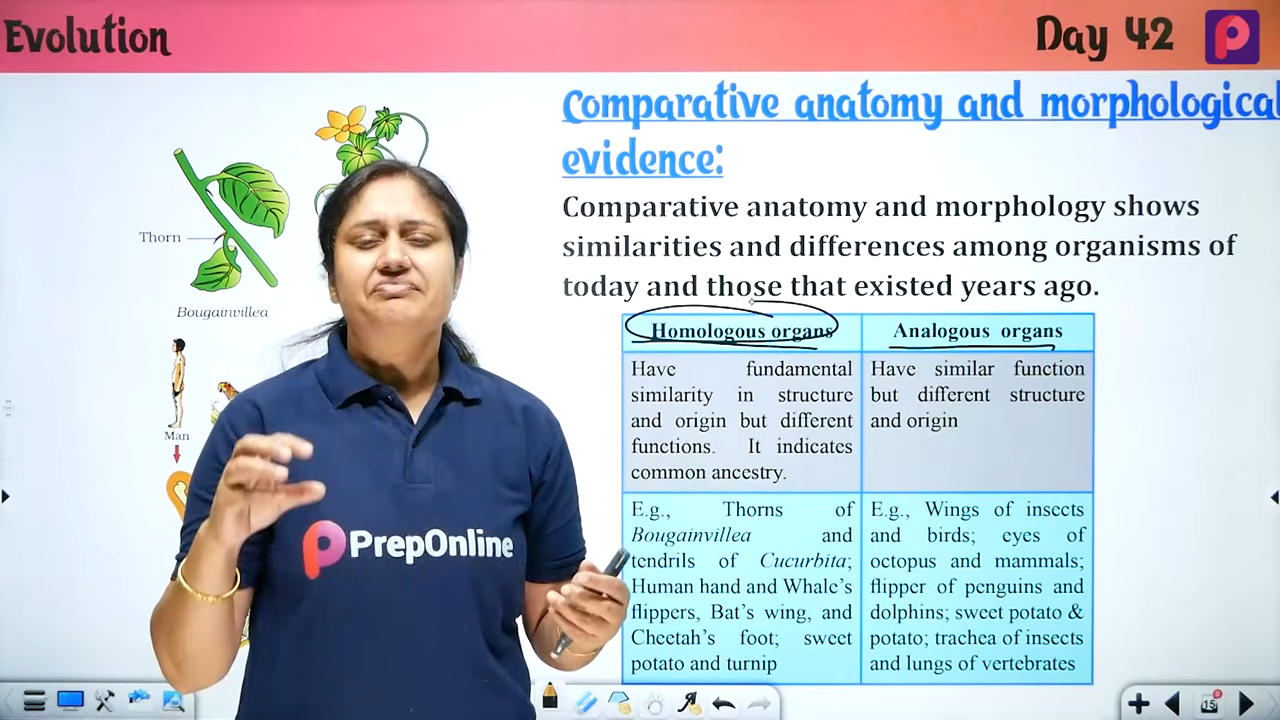 Evolution
Day 42
Comparative anatomy and morphological
evidence:
Comparative anatomy and morphology shows
similarities and differences among organisms of
today and those that existed years ago.
Thorn
Bougainvillea
Man
Homologous organs
Have fundamental
similarity in structure
and origin but different
functions. It indicates
common ancestry.
E.g., Thorns of
Bougainvillea and
tendrils of Cucurbita;
Human hand and Whale's
flippers, Bat's wing, and
Cheetah's foot; sweet
potato and turnip
Analogous organs
Have similar function
but different structure
and origin
E.g., Wings of insects
and birds; eyes of
octopus and mammals;
flipper of penguins and
dolphins; sweet potato &
potato; trachea of insects
and lungs of vertebrates
PrepOnline
15